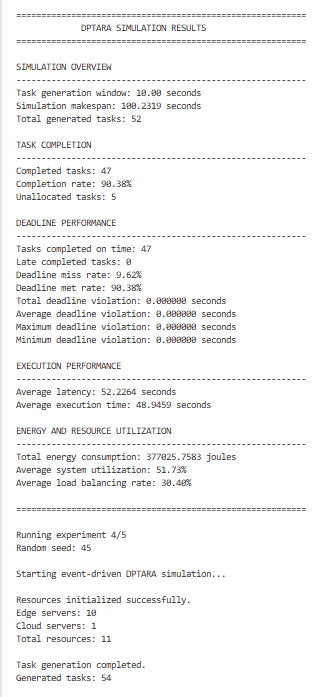 ============================================================
DPTARA SIMULATION RESULTS
============================================================
SIMULATION OVERVIEW
------------------------------------------------------------
Task generation window: 10.00 seconds
Simulation makespan: 100.2319 seconds
Total generated tasks: 52
TASK COMPLETION
------------------------------------------------------------
Completed tasks: 47
Completion rate: 90.38%
Unallocated tasks: 5
DEADLINE PERFORMANCE
------------------------------------------------------------
Tasks completed on time: 47
Late completed tasks: 0
Deadline miss rate: 9.62%
Deadline met rate: 90.38%
Total deadline violation: 0.000000 seconds
Average deadline violation: 0.000000 seconds
Maximum deadline violation: 0.000000 seconds
Minimum deadline violation: 0.000000 seconds
EXECUTION PERFORMANCE
------------------------------------------------------------
Average latency: 52.2264 seconds
Average execution time: 48.9459 seconds
ENERGY AND RESOURCE UTILIZATION
------------------------------------------------------------
Total energy consumption: 377025.7583 joules
Average system utilization: 51.73%
Average load balancing rate: 30.40%
============================================================
Running experiment 4/5
Random seed: 45
Starting event-driven DPTARA simulation...
Resources initialized successfully.
Edge servers: 10
Cloud servers: 1
Total resources: 11
Task generation completed.
Generated tasks: 54